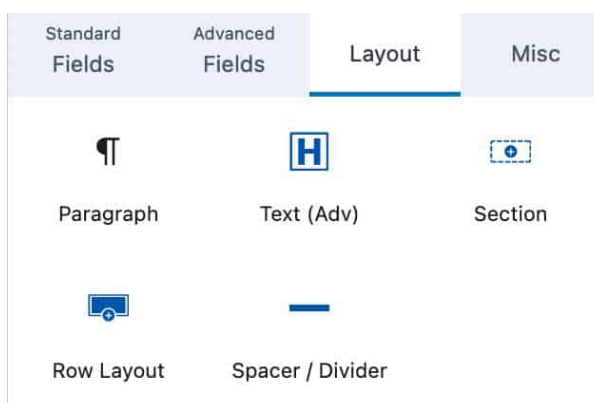 Standard
Fields
Advanced
Fields
Layout
Misc
¶
H
Paragraph
Text (Adv)
Section
Row Layout
Spacer / Divider